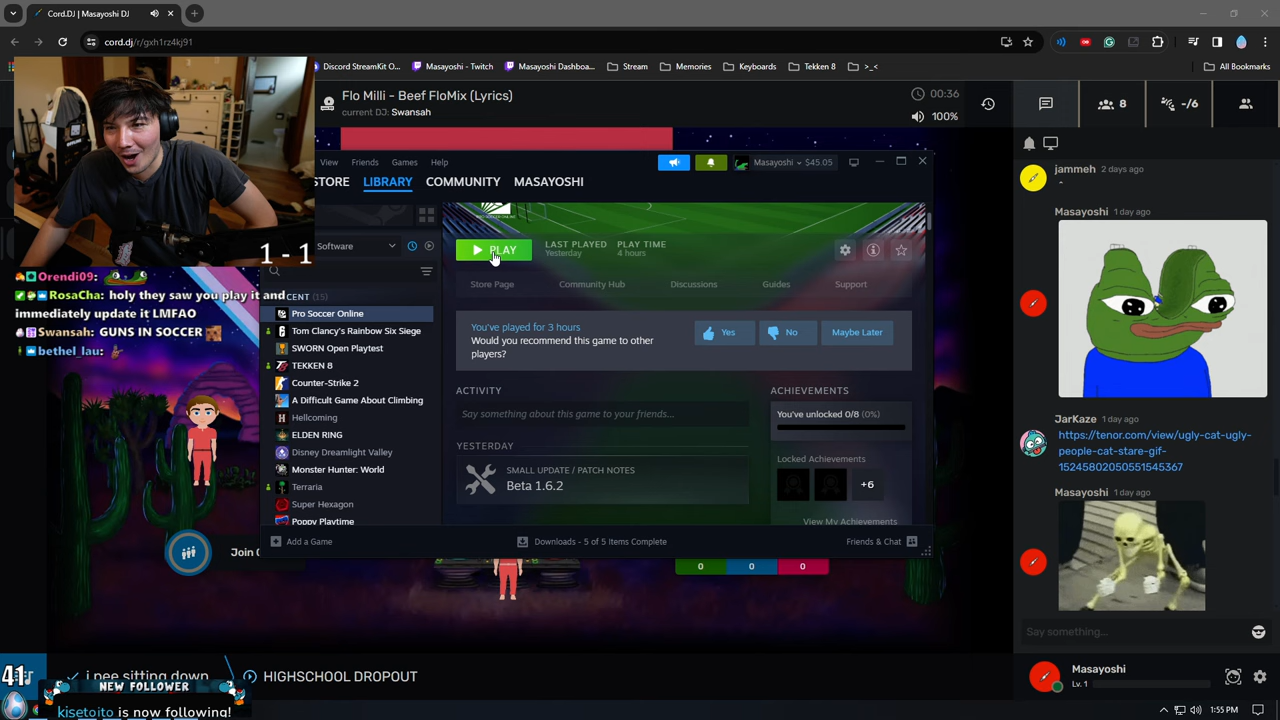 Cord.DJ | Masayoshi DJ
cord.dj/r/gxh1rz4kj91
Discord StreamKit O...
Masayoshi - Twitch
Masayoshi Dashboa...
Stream
Memories
Keyboards
Tekken 8
>_<
All Bookmarks
Flo Milli - Beef FloMix (Lyrics)
current DJ: Swansah
00:36
100%
8
-/6
View Friends Games Help
Masayoshi $45.05
STORE LIBRARY COMMUNITY MASAYOSHI
1 - 1
Software
PLAY
LAST PLAYED
Yesterday
PLAY TIME
4 hours
Store Page
Community Hub
Discussions
Guides
Support
Orendi09:
RosaCha: holy they saw you play it and
immediately update it LMFAO
Swansah: GUNS IN SOCCER
bethel_lau:
CENT (15)
Pro Soccer Online
Tom Clancy's Rainbow Six Siege
SWORN Open Playtest
TEKKEN 8
Counter-Strike 2
A Difficult Game About Climbing
Hellcoming
ELDEN RING
Disney Dreamlight Valley
Monster Hunter: World
Terraria
Super Hexagon
Poppy Playtime
You've played for 3 hours
Would you recommend this game to other
players?
Yes
No
Maybe Later
ACTIVITY
Say something about this game to your friends...
YESTERDAY
SMALL UPDATE / PATCH NOTES
Beta 1.6.2
ACHIEVEMENTS
You've unlocked 0/8 (0%)
Locked Achievements
+6
View My Achievements
Add a Game
Downloads - 5 of 5 Items Complete
Friends & Chat
Join
0
0
0
jammeh 2 days ago
^
Masayoshi 1 day ago
JarKaze 1 day ago
https://tenor.com/view/ugly-cat-ugly-
people-cat-stare-gif-
15245802050551545367
Masayoshi 1 day ago
Say something...
Masayoshi
Lv. 1
41
i pee sitting down
HIGHSCHOOL DROPOUT
NEW FOLLOWER
kisetoito is now following!
1:55 PM